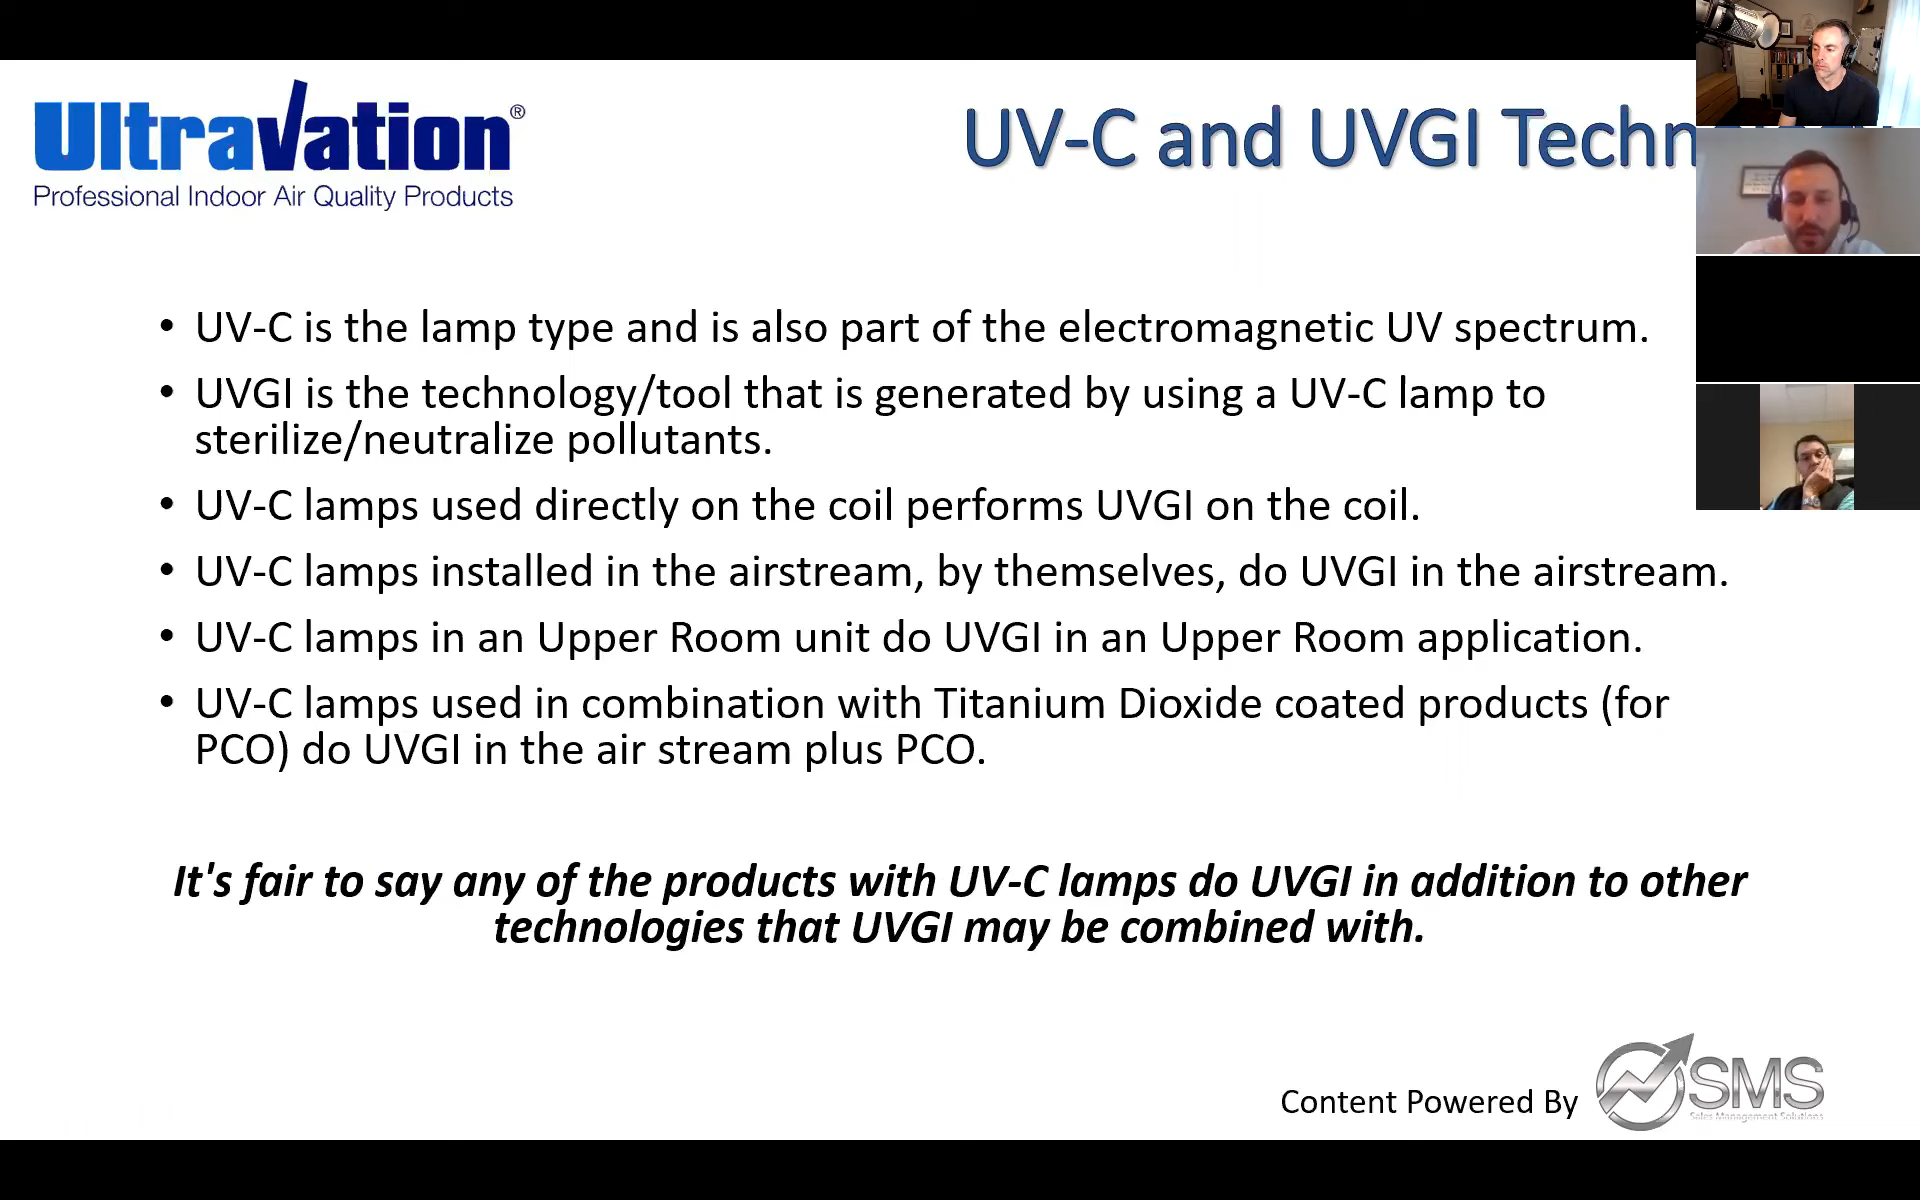 Ultravation®
Professional Indoor Air Quality Products
UV-C and UVGI Techn
• UV-C is the lamp type and is also part of the electromagnetic UV spectrum.
• UVGI is the technology/tool that is generated by using a UV-C lamp to
sterilize/neutralize pollutants.
• UV-C lamps used directly on the coil performs UVGI on the coil.
• UV-C lamps installed in the airstream, by themselves, do UVGI in the airstream.
• UV-C lamps in an Upper Room unit do UVGI in an Upper Room application.
• UV-C lamps used in combination with Titanium Dioxide coated products (for
PCO) do UVGI in the air stream plus PCO.
It's fair to say any of the products with UV-C lamps do UVGI in addition to other
technologies that UVGI may be combined with.
Content Powered By
SMS
Sales Management Solutions